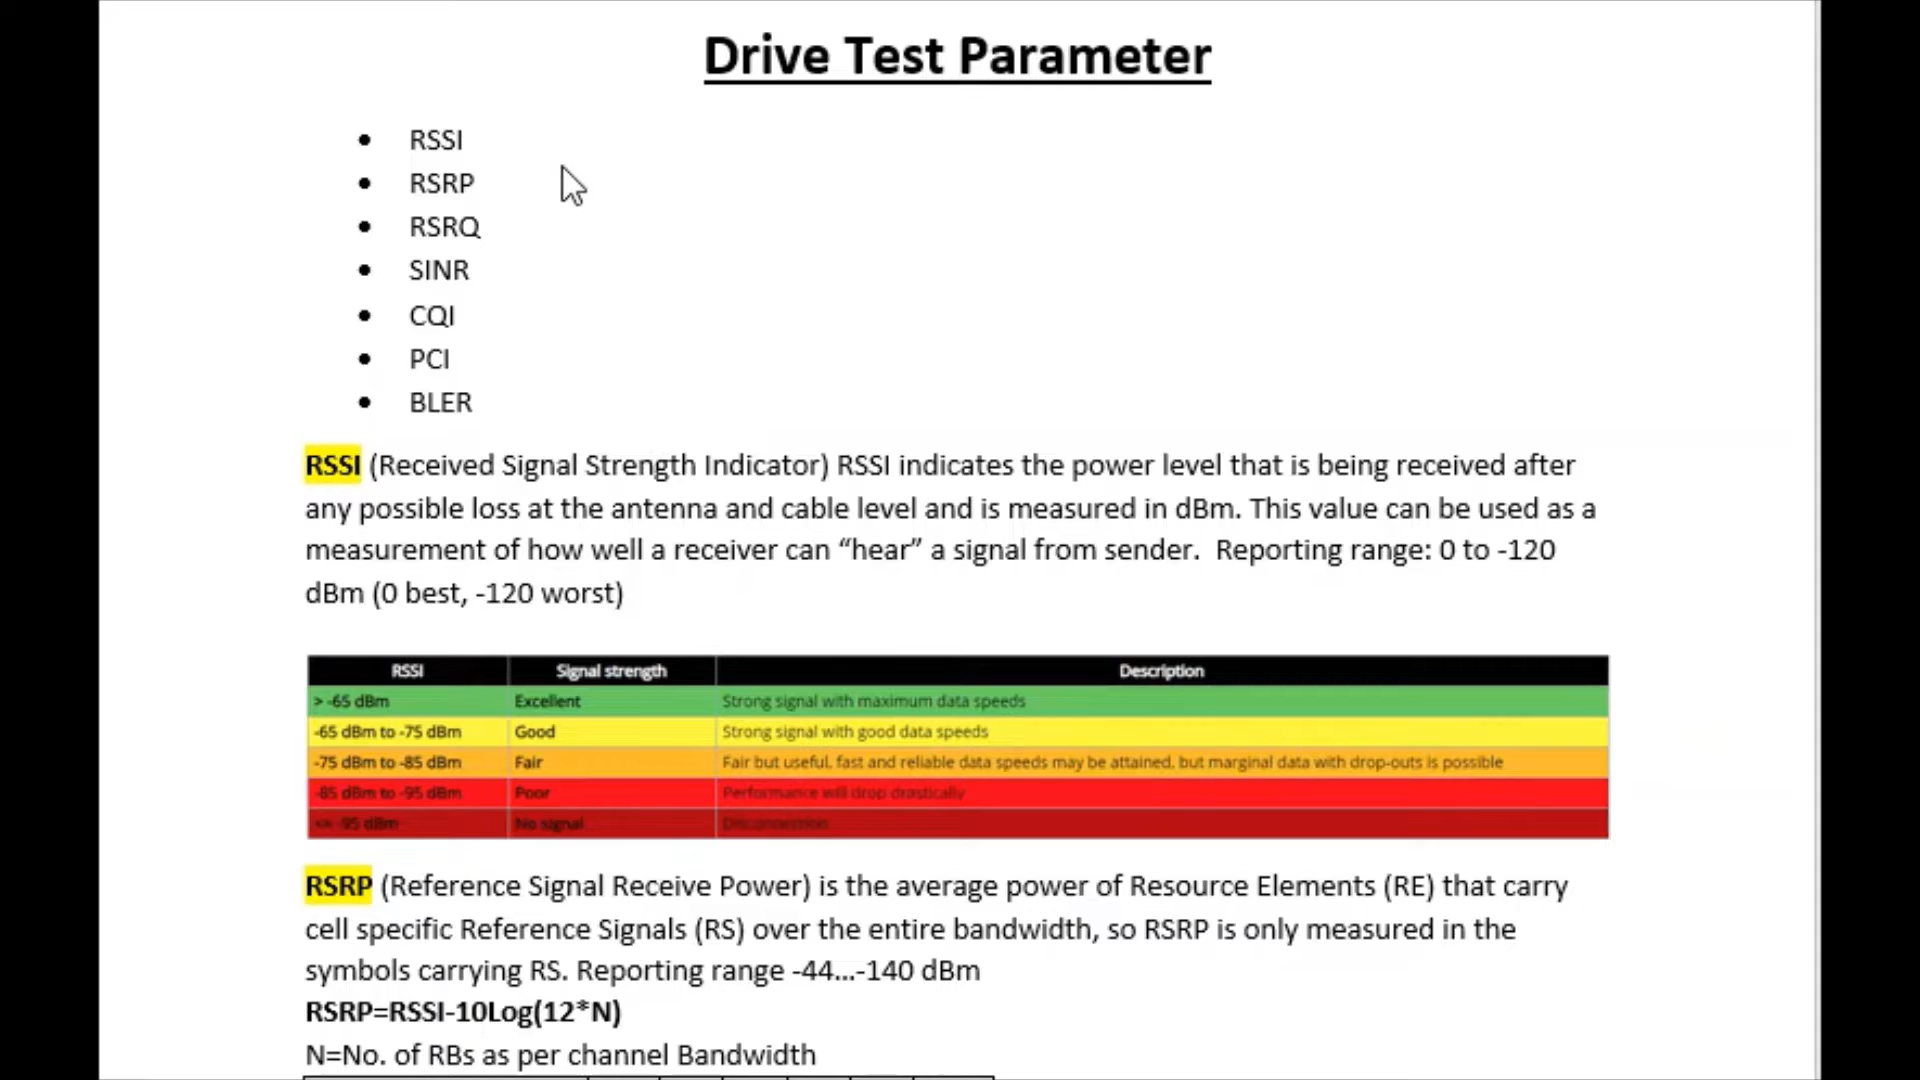 Drive Test Parameter
• RSSI
• RSRP
• RSRQ
• SINR
• CQI
• PCI
• BLER
RSSI (Received Signal Strength Indicator) RSSI indicates the power level that is being received after
any possible loss at the antenna and cable level and is measured in dBm. This value can be used as a
measurement of how well a receiver can “hear” a signal from sender. Reporting range: 0 to -120
dBm (0 best, -120 worst)
RSSI Signal strength Description
> -65 dBm Excellent Strong signal with maximum data speeds
-65 dBm to -75 dBm Good Strong signal with good data speeds
-75 dBm to -85 dBm Fair Fair but useful, fast and reliable data speeds may be attained, but marginal data with drop-outs is possible
-85 dBm to -95 dBm Poor Performance will drop drastically
<= -95 dBm No signal Disconnection
RSRP (Reference Signal Receive Power) is the average power of Resource Elements (RE) that carry
cell specific Reference Signals (RS) over the entire bandwidth, so RSRP is only measured in the
symbols carrying RS. Reporting range -44...-140 dBm
RSRP=RSSI-10Log(12*N)
N=No. of RBs as per channel Bandwidth